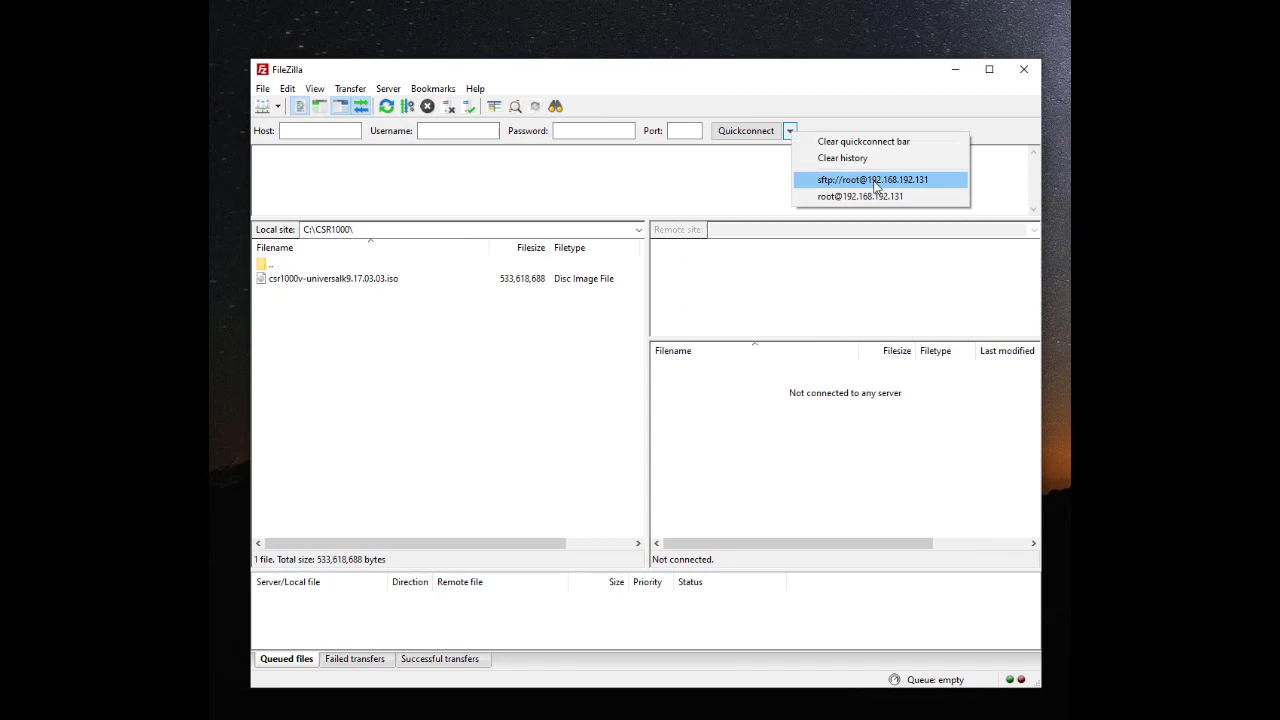 FileZilla
File Edit View Transfer Server Bookmarks Help
Host: Username: Password: Port: Quickconnect
Clear quickconnect bar
Clear history
sftp://root@192.168.192.131
root@192.168.192.131
Local site: C:\CSR1000\
Filename Filesize Filetype
..
csr1000v-universalk9.17.03.03.iso 533,618,688 Disc Image File
1 file. Total size: 533,618,688 bytes
Remote site:
Filename Filesize Filetype Last modified
Not connected to any server
Not connected.
Server/Local file Direction Remote file Size Priority Status
Queued files Failed transfers Successful transfers
Queue: empty